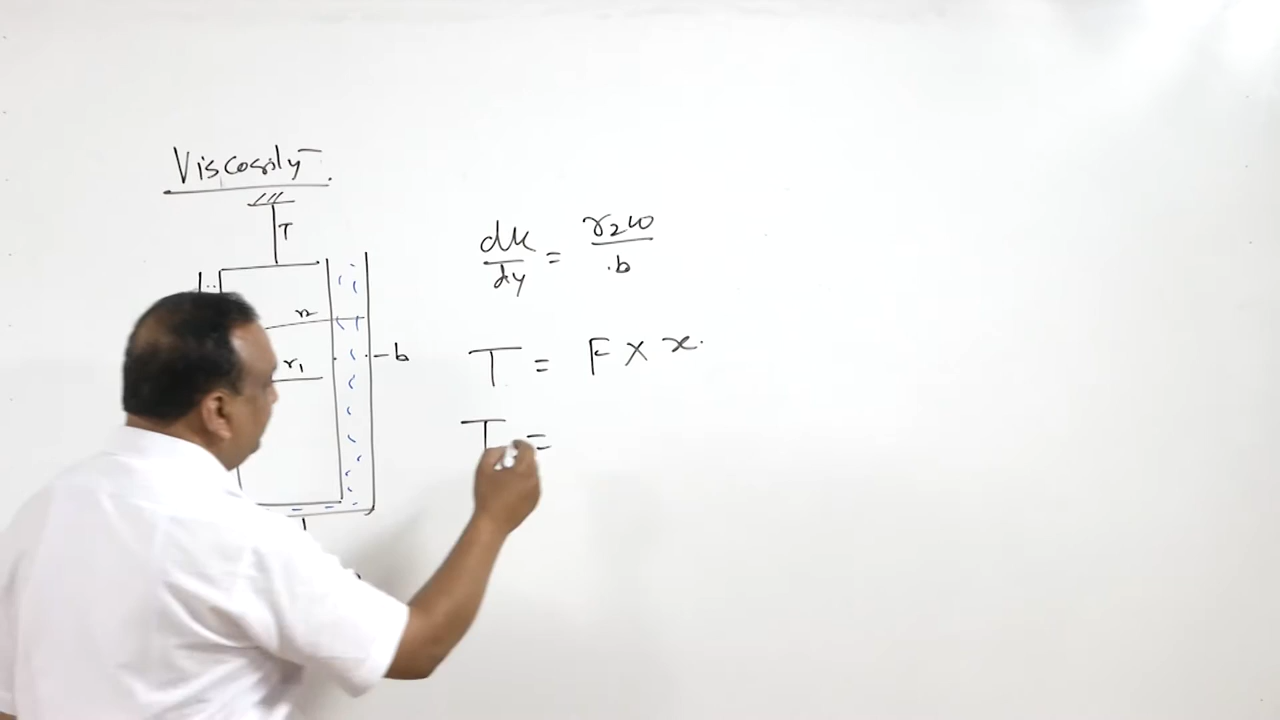 Viscosity
T
r2
r1
b
du/dy = r2ω/b
T = F × x.
T =